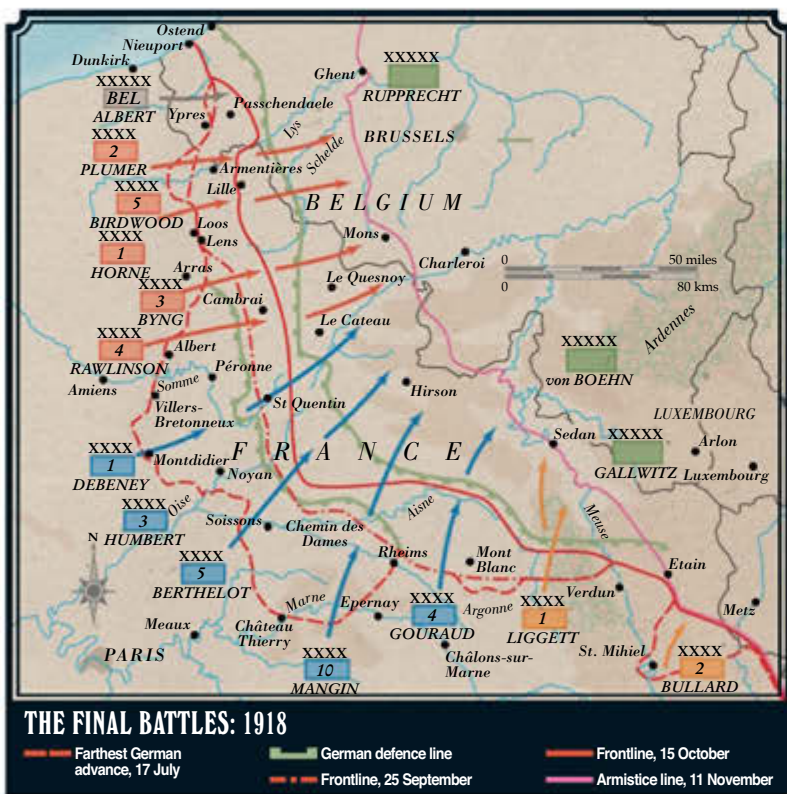 Ostend
Nieuport
Dunkirk
Ghent
XXXXX
RUPPRECHT
XXXXX
BEL
ALBERT
Passchendaele
Ypres
Lys
BRUSSELS
Schelde
XXXX
2
PLUMER
Armentières
Lille
XXXX
5
BIRDWOOD
BELGIUM
Loos
Lens
Mons
Charleroi
0 50 miles
0 80 kms
XXXX
1
HORNE
Arras
XXXX
3
BYNG
Le Quesnoy
Cambrai
Le Cateau
Ardennes
XXXX
4
RAWLINSON
Albert
XXXXX
von BOEHN
Péronne
Amiens
Somme
Villers-
Bretonneux
St Quentin
Hirson
LUXEMBOURG
Sedan
XXXXX
GALLWITZ
Arlon
Luxembourg
FRANCE
XXXX
1
DEBENEY
Montdidier
Noyan
Oise
XXXX
3
HUMBERT
Soissons
Chemin des
Dames
Aisne
Meuse
N
XXXX
5
BERTHELOT
Rheims
Mont
Blanc
Etain
Verdun
Metz
Marne
Epernay
XXXX
4
GOURAUD
Argonne
XXXX
1
LIGGETT
Meaux
Château
Thierry
PARIS
XXXX
10
MANGIN
Châlons-sur-
Marne
St. Mihiel
XXXX
2
BULLARD
THE FINAL BATTLES: 1918
Farthest German
advance, 17 July
German defence line
Frontline, 25 September
Frontline, 15 October
Armistice line, 11 November